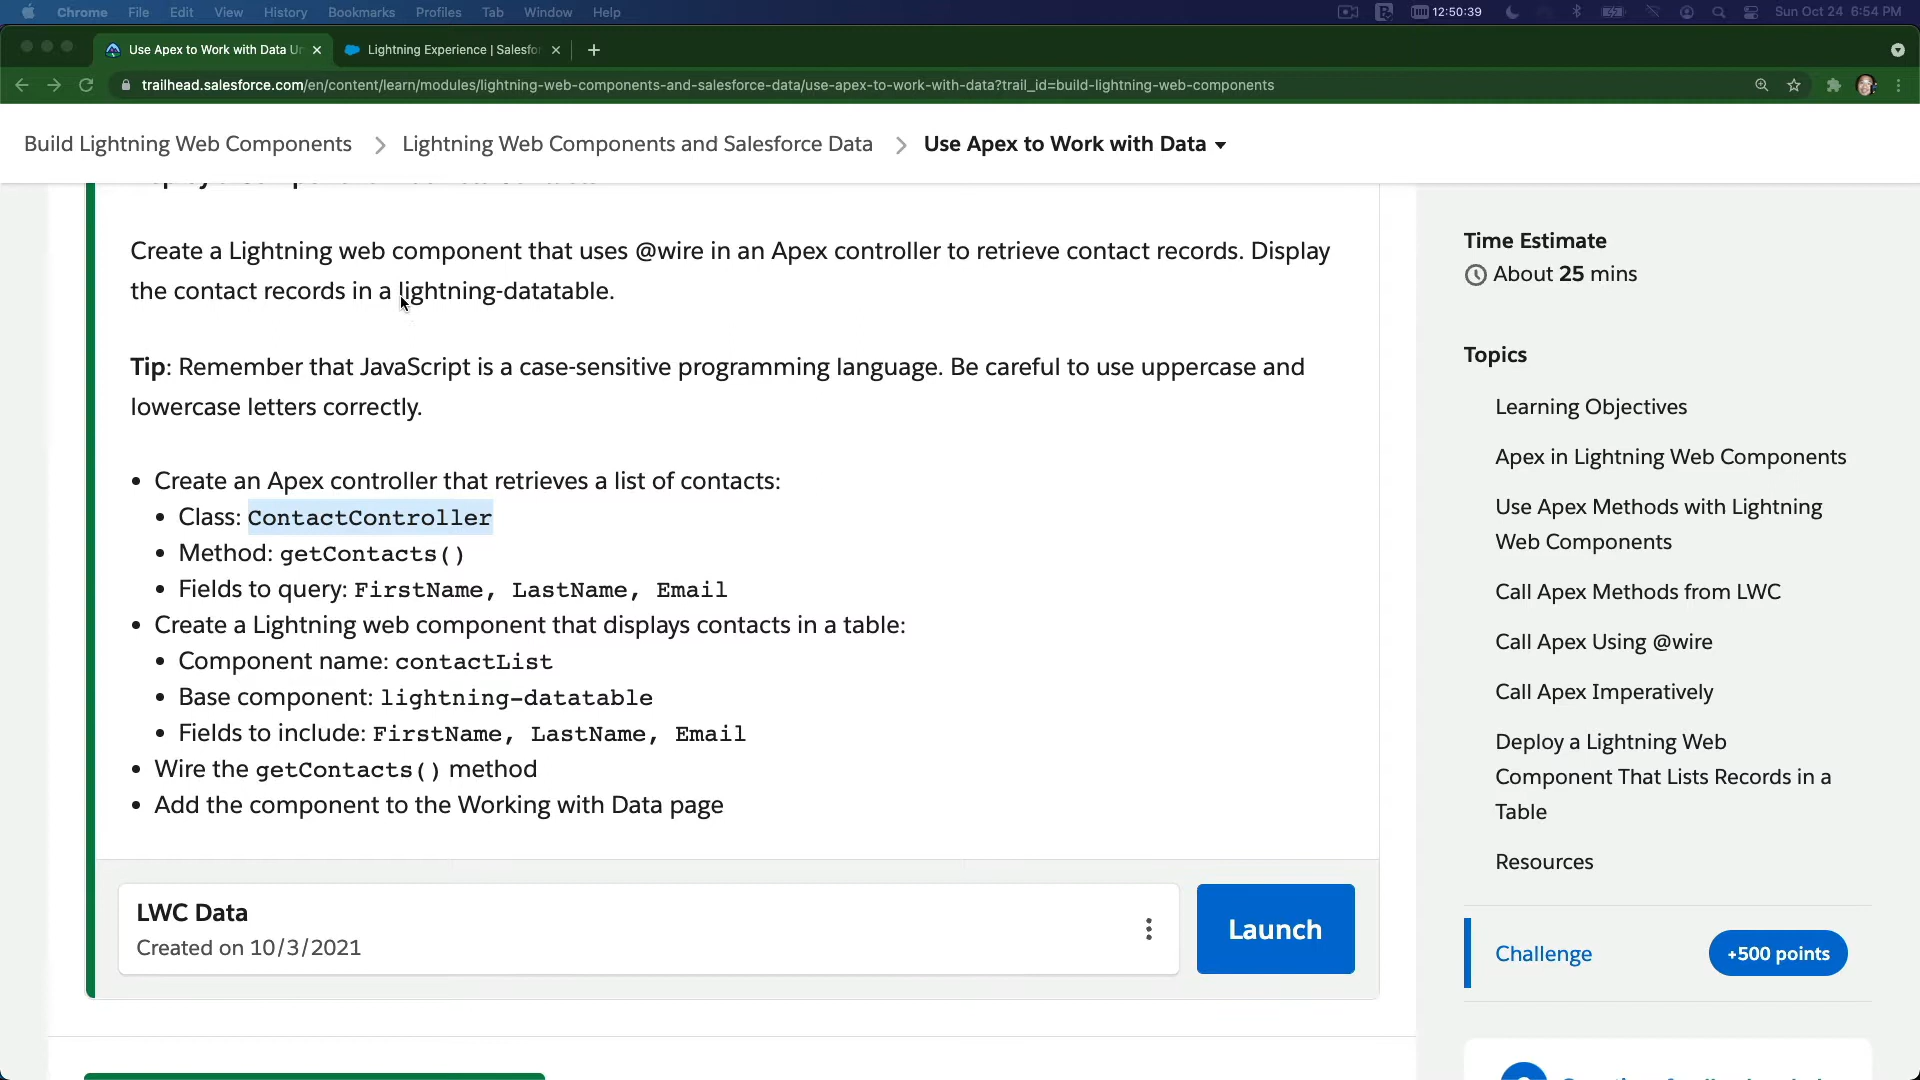 Chrome File Edit View History Bookmarks Profiles Tab Window Help 12:50:39 Sun Oct 24 6:54 PM
Use Apex to Work with Data Un Lightning Experience | Salesfor
trailhead.salesforce.com/en/content/learn/modules/lightning-web-components-and-salesforce-data/use-apex-to-work-with-data?trail_id=build-lightning-web-components
Build Lightning Web Components > Lightning Web Components and Salesforce Data > Use Apex to Work with Data
Create a Lightning web component that uses @wire in an Apex controller to retrieve contact records. Display
the contact records in a lightning-datatable.
Tip: Remember that JavaScript is a case-sensitive programming language. Be careful to use uppercase and
lowercase letters correctly.
• Create an Apex controller that retrieves a list of contacts:
• Class: ContactController
• Method: getContacts()
• Fields to query: FirstName, LastName, Email
• Create a Lightning web component that displays contacts in a table:
• Component name: contactList
• Base component: lightning-datatable
• Fields to include: FirstName, LastName, Email
• Wire the getContacts() method
• Add the component to the Working with Data page
LWC Data
Created on 10/3/2021
Launch
Time Estimate
About 25 mins
Topics
Learning Objectives
Apex in Lightning Web Components
Use Apex Methods with Lightning
Web Components
Call Apex Methods from LWC
Call Apex Using @wire
Call Apex Imperatively
Deploy a Lightning Web
Component That Lists Records in a
Table
Resources
Challenge +500 points